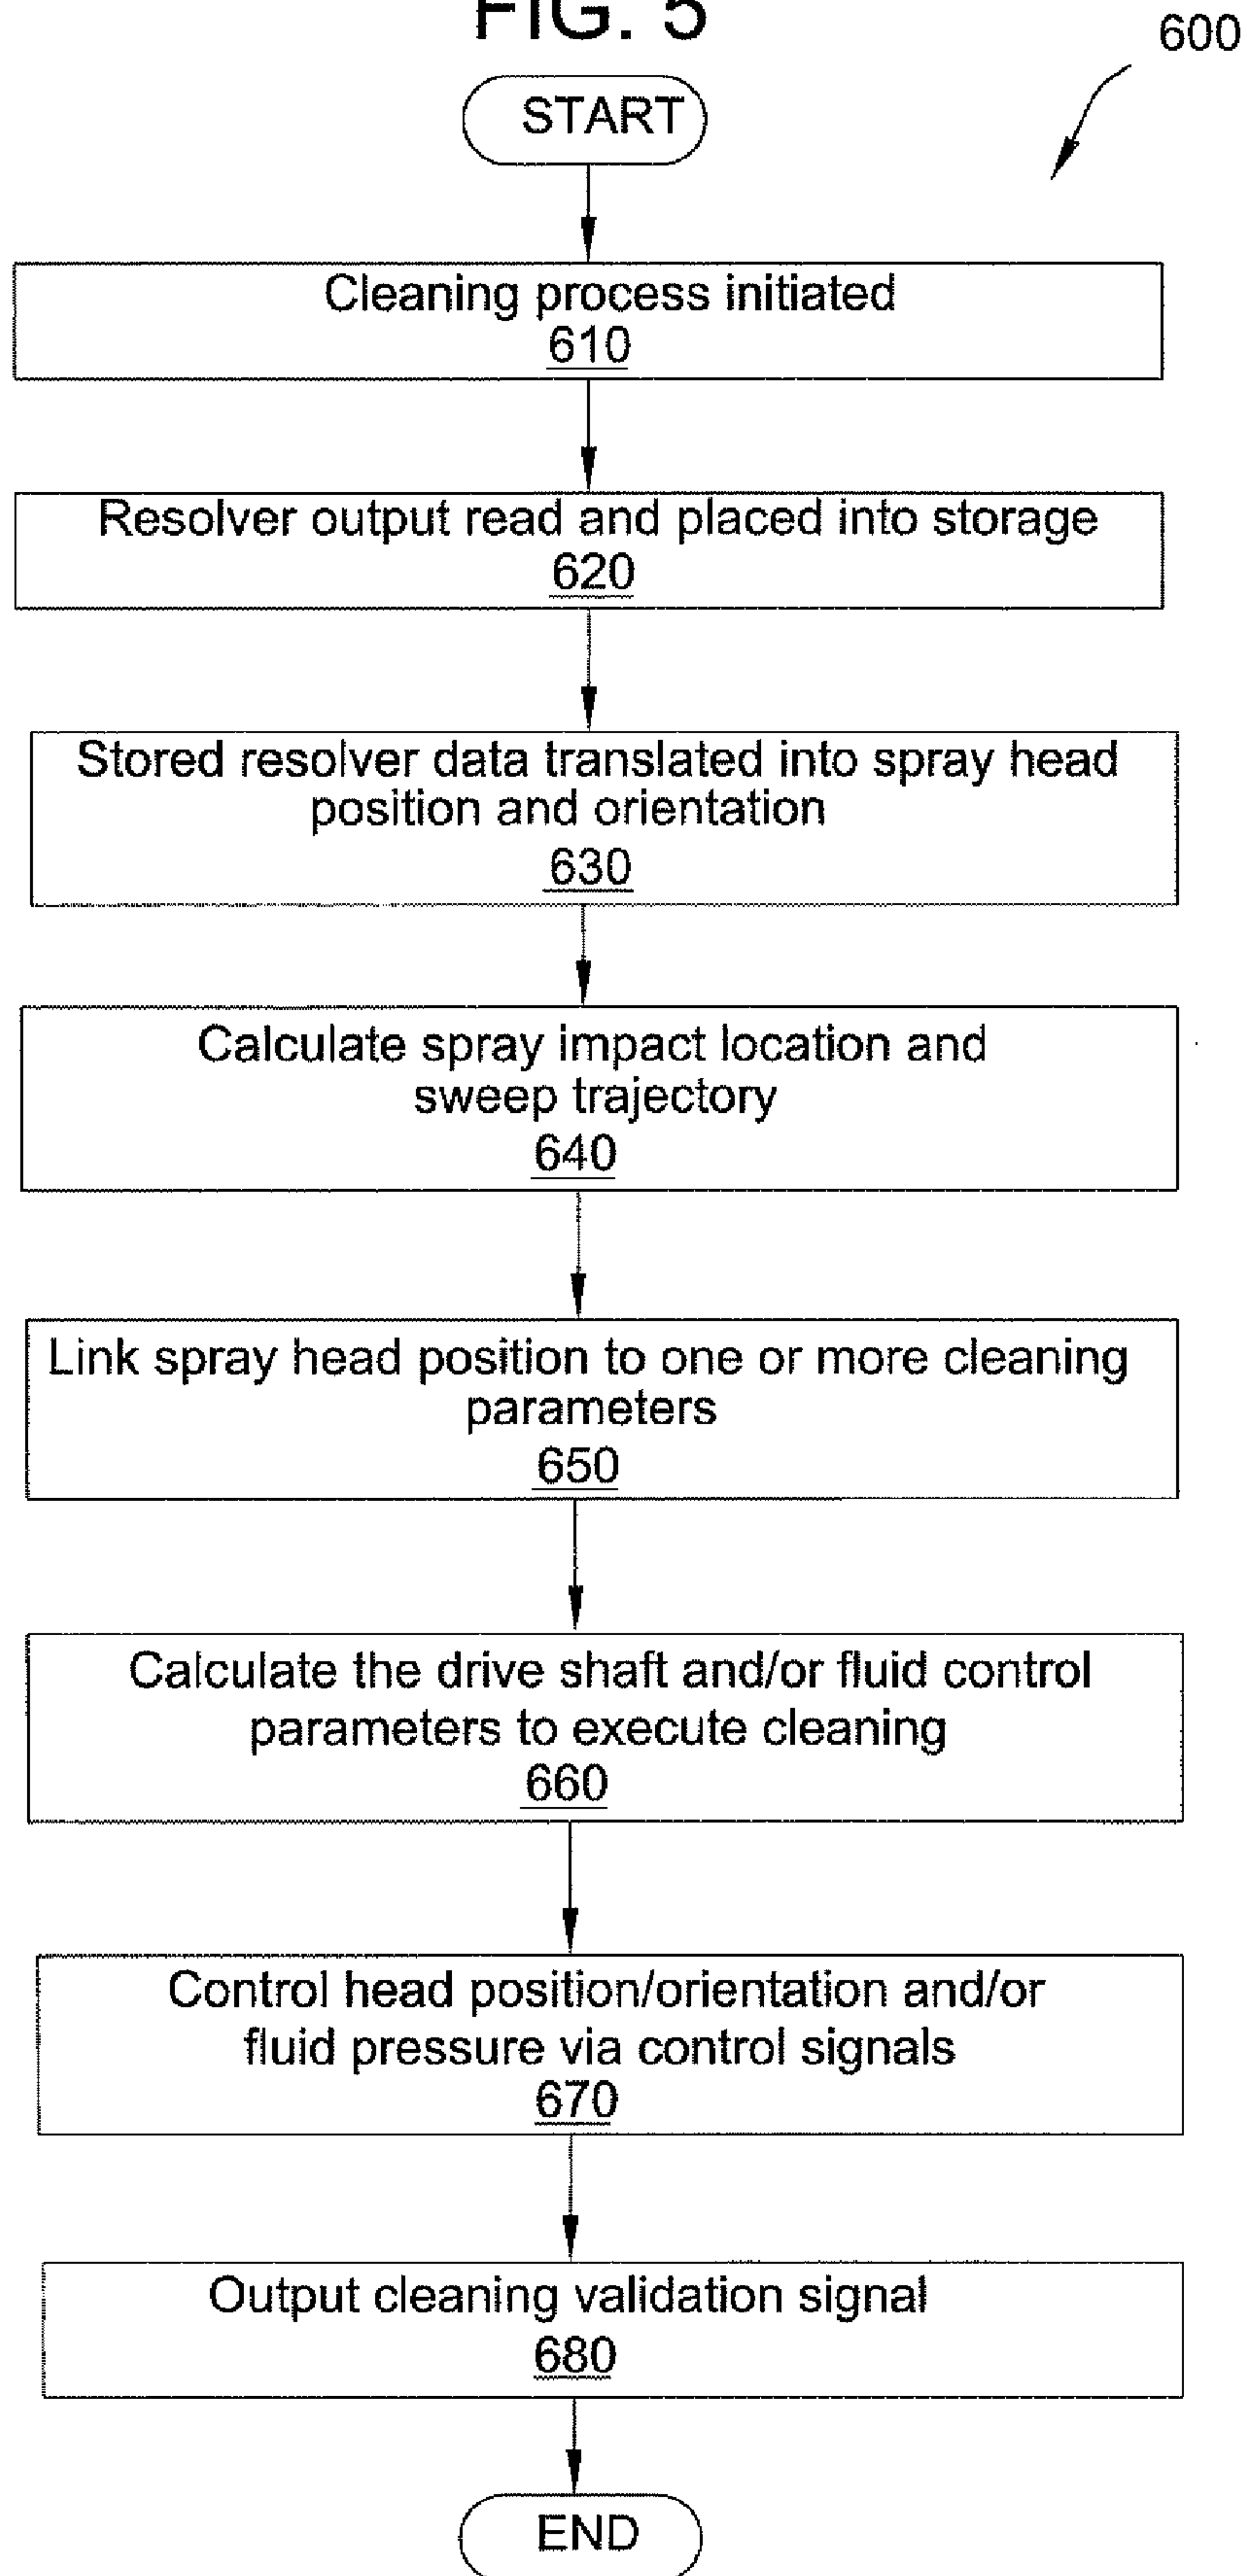 FIG. 5
600
START
Cleaning process initiated
610
Resolver output read and placed into storage
620
Stored resolver data translated into spray head
position and orientation
630
Calculate spray impact location and
sweep trajectory
640
Link spray head position to one or more cleaning
parameters
650
Calculate the drive shaft and/or fluid control
parameters to execute cleaning
660
Control head position/orientation and/or
fluid pressure via control signals
670
Output cleaning validation signal
680
END